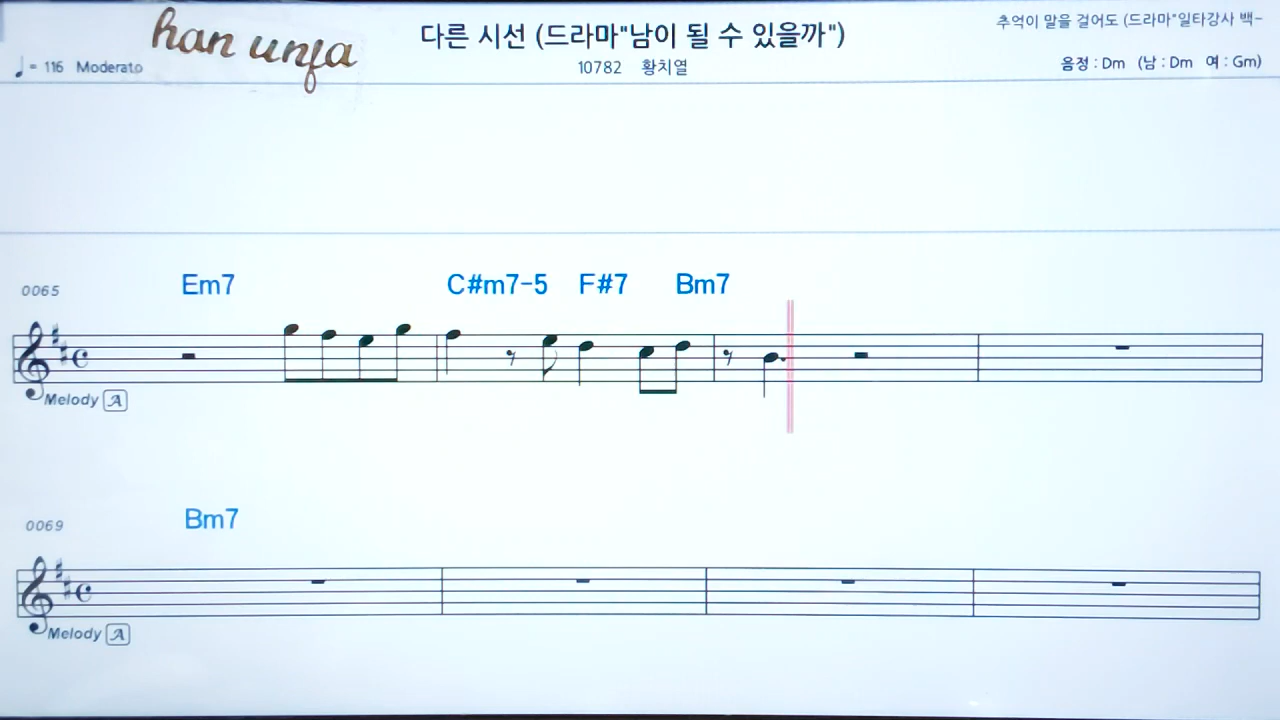 han unfa
다른 시선 (드라마"남이 될 수 있을까")
추억이 말을 걸어도 (드라마"일타강사 백~
♩= 116 Moderato
10782 황치열
음정 : Dm (남 : Dm 여 : Gm)
0065 Em7 C#m7-5 F#7 Bm7
Melody A
0069 Bm7
Melody A